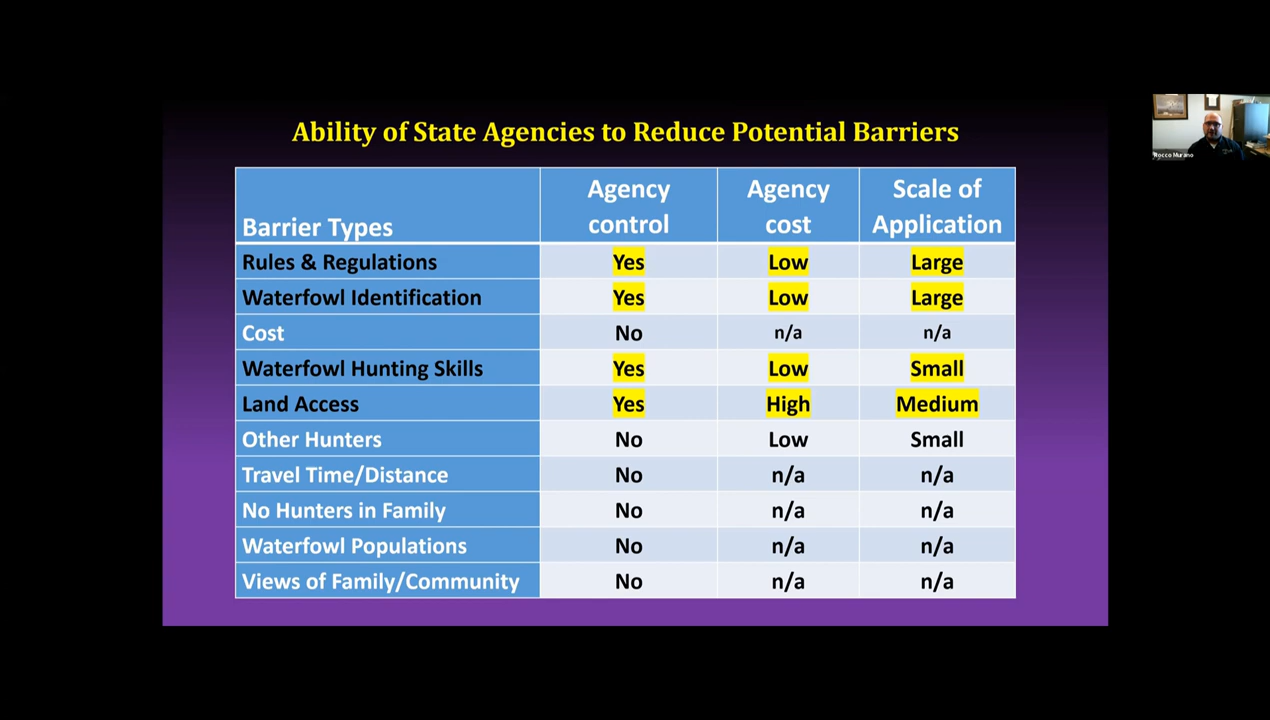 Ability of State Agencies to Reduce Potential Barriers
Barrier Types | Agency control | Agency cost | Scale of Application
Rules & Regulations | Yes | Low | Large
Waterfowl Identification | Yes | Low | Large
Cost | No | n/a | n/a
Waterfowl Hunting Skills | Yes | Low | Small
Land Access | Yes | High | Medium
Other Hunters | No | Low | Small
Travel Time/Distance | No | n/a | n/a
No Hunters in Family | No | n/a | n/a
Waterfowl Populations | No | n/a | n/a
Views of Family/Community | No | n/a | n/a
Rocco Murano